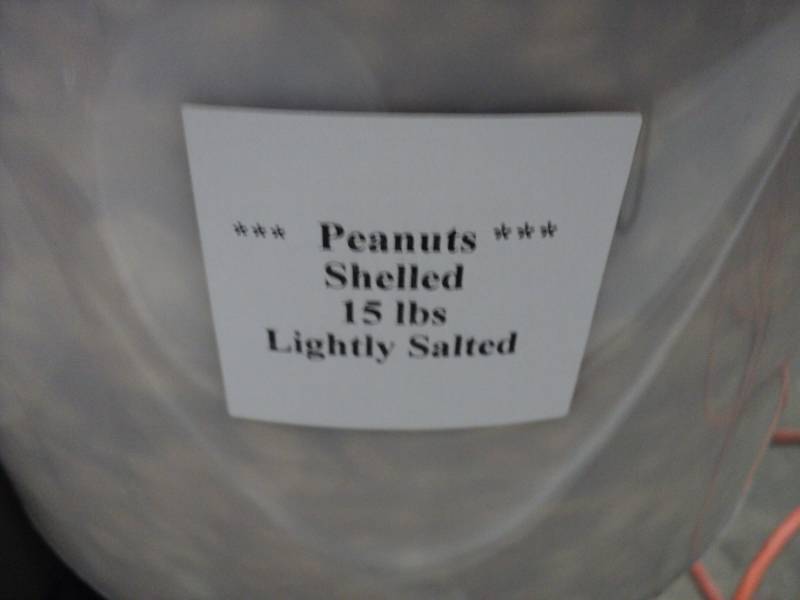 *** Peanuts ***
Shelled
15 lbs
Lightly Salted